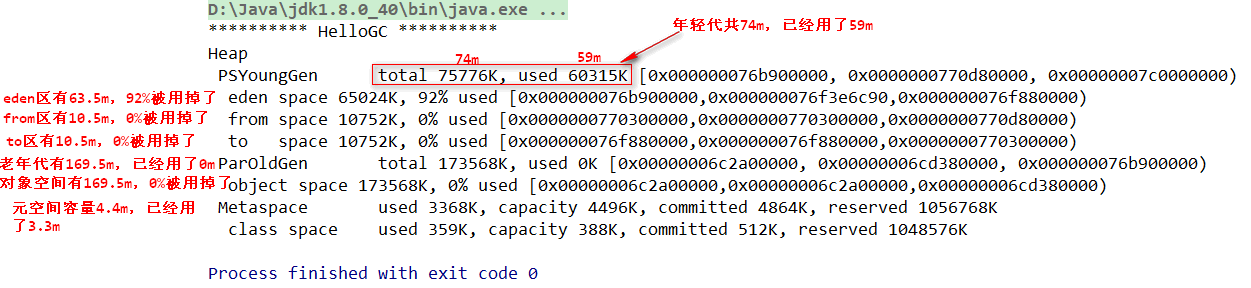 D:\Java\jdk1.8.0_40\bin\java.exe ...
********** HelloGC **********
年轻代共74m，已经用了59m
Heap
74m
59m
PSYoungGen total 75776K, used 60315K [0x000000076b900000, 0x0000000770d80000, 0x00000007c0000000)
eden区有63.5m，92%被用掉了
eden space 65024K, 92% used [0x000000076b900000,0x000000076f3e6c90,0x000000076f880000)
from区有10.5m，0%被用掉了
from space 10752K, 0% used [0x0000000770300000,0x0000000770300000,0x0000000770d80000)
to区有10.5m，0%被用掉了
to space 10752K, 0% used [0x000000076f880000,0x000000076f880000,0x0000000770300000)
老年代有169.5m，已经用了0m
ParOldGen total 173568K, used 0K [0x00000006c2a00000, 0x00000006cd380000, 0x000000076b900000)
对象空间有169.5m，0%被用掉了
object space 173568K, 0% used [0x00000006c2a00000,0x00000006c2a00000,0x00000006cd380000)
元空间容量4.4m，已经用
了3.3m
Metaspace used 3368K, capacity 4496K, committed 4864K, reserved 1056768K
class space used 359K, capacity 388K, committed 512K, reserved 1048576K
Process finished with exit code 0